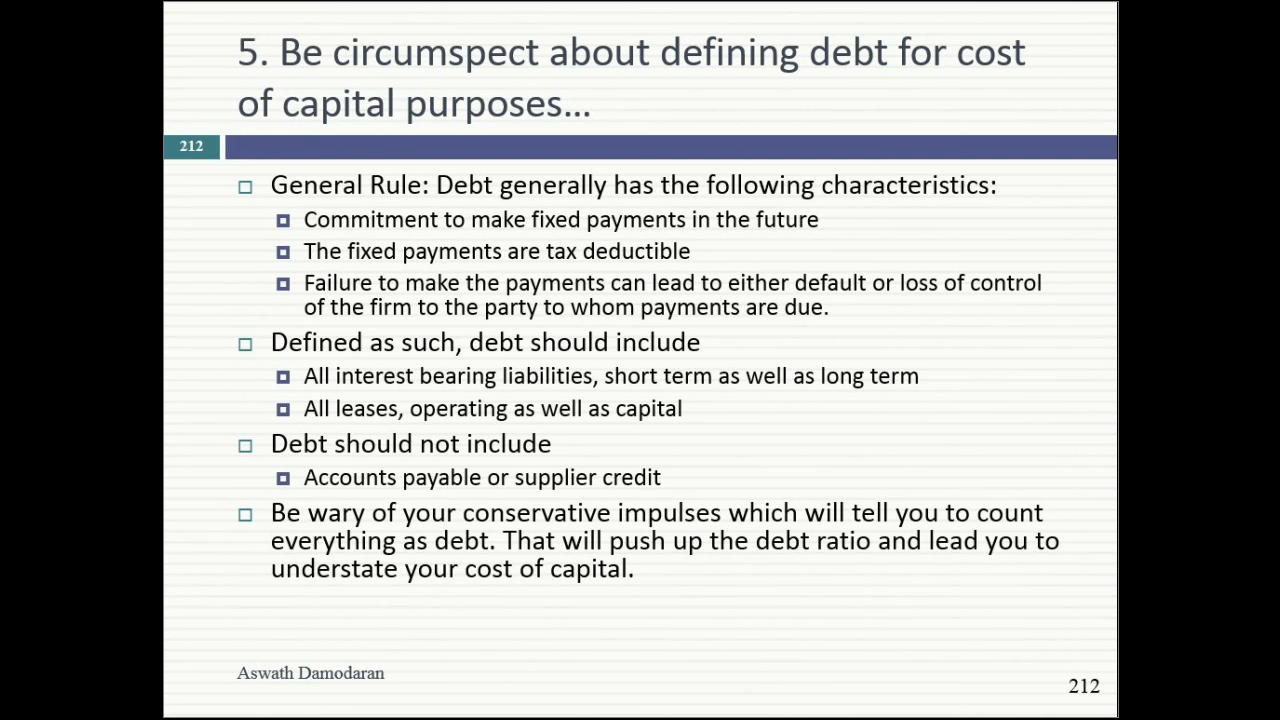 5. Be circumspect about defining debt for cost
of capital purposes...
212
General Rule: Debt generally has the following characteristics:
Commitment to make fixed payments in the future
The fixed payments are tax deductible
Failure to make the payments can lead to either default or loss of control
of the firm to the party to whom payments are due.
Defined as such, debt should include
All interest bearing liabilities, short term as well as long term
All leases, operating as well as capital
Debt should not include
Accounts payable or supplier credit
Be wary of your conservative impulses which will tell you to count
everything as debt. That will push up the debt ratio and lead you to
understate your cost of capital.
Aswath Damodaran
212